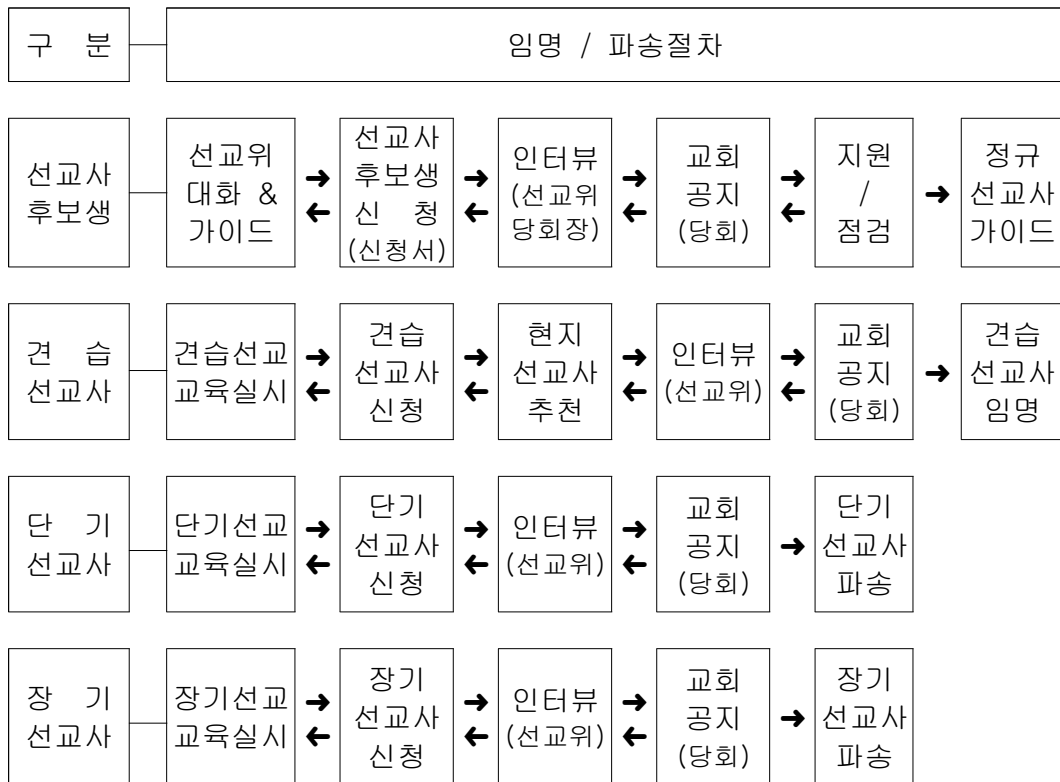 구 분
임명 / 파송절차
선교사
후보생
선교위
대화 &
가이드
➜
←
선교사
후보생
신 청
(신청서)
➜
←
인터뷰
(선교위
당회장)
➜
←
교회
공지
(당회)
➜
←
지원
/
점검
➜
정규
선교사
가이드
견 습
선교사
견습선교
교육실시
➜
←
견습
선교사
신청
➜
←
현지
선교사
추천
➜
←
인터뷰
(선교위)
➜
←
교회
공지
(당회)
➜
견습
선교사
임명
단 기
선교사
단기선교
교육실시
➜
←
단기
선교사
신청
➜
←
인터뷰
(선교위)
➜
←
교회
공지
(당회)
➜
단기
선교사
파송
장 기
선교사
장기선교
교육실시
➜
←
장기
선교사
신청
➜
←
인터뷰
(선교위)
➜
←
교회
공지
(당회)
➜
장기
선교사
파송